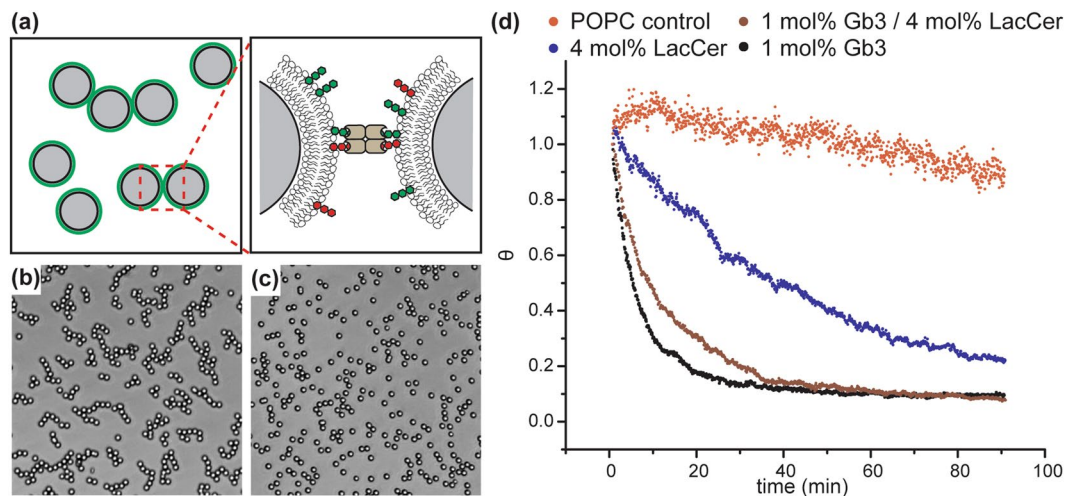 (a)
(b)
(c)
(d)
POPC control
1 mol% Gb3 / 4 mol% LacCer
4 mol% LacCer
1 mol% Gb3
1.2
1.0
0.8
0.6
0.4
0.2
0.0
θ
0 20 40 60 80 100
time (min)